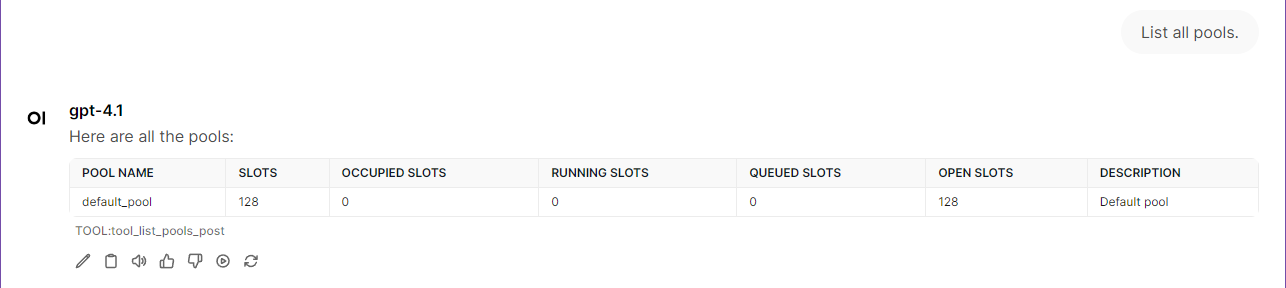 List all pools.
OI
gpt-4.1
Here are all the pools:
POOL NAME SLOTS OCCUPIED SLOTS RUNNING SLOTS QUEUED SLOTS OPEN SLOTS DESCRIPTION
default_pool 128 0 0 0 128 Default pool
TOOL:tool_list_pools_post